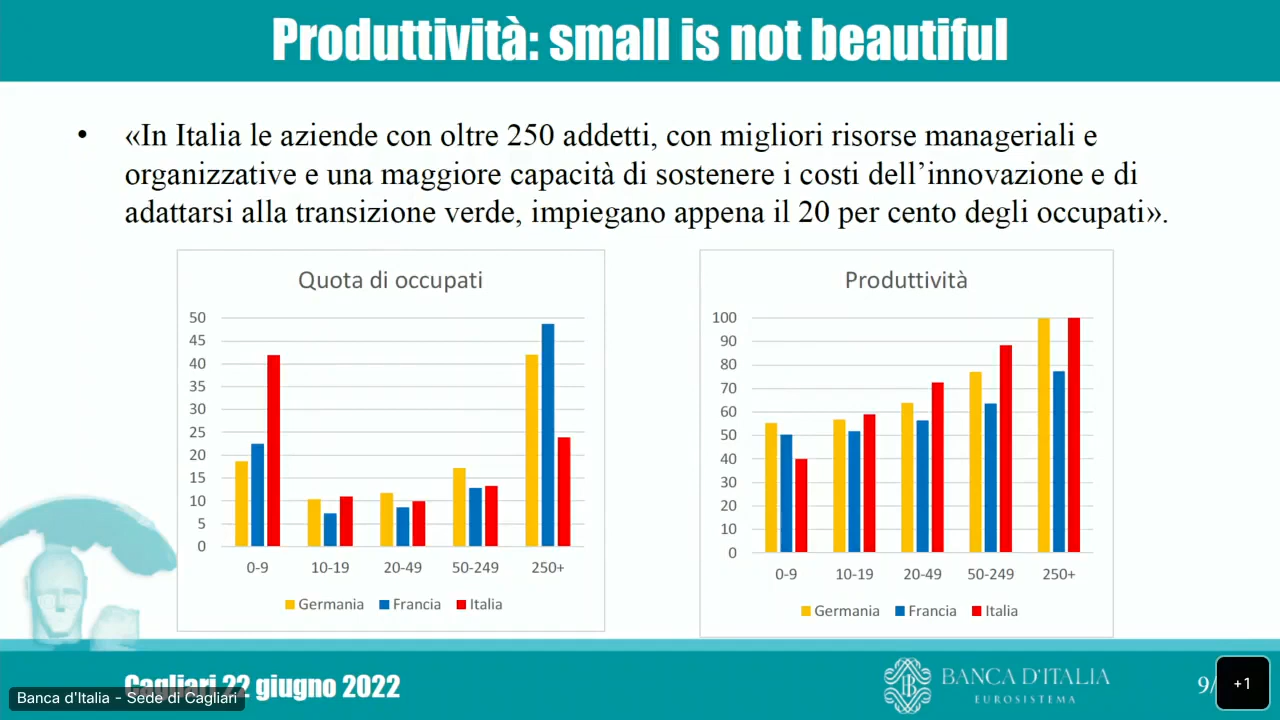 Produttività: small is not beautiful
• «In Italia le aziende con oltre 250 addetti, con migliori risorse manageriali e
organizzative e una maggiore capacità di sostenere i costi dell'innovazione e di
adattarsi alla transizione verde, impiegano appena il 20 per cento degli occupati».
Quota di occupati
50
45
40
35
30
25
20
15
10
5
0
0-9 10-19 20-49 50-249 250+
Germania Francia Italia
Produttività
100
90
80
70
60
50
40
30
20
10
0
0-9 10-19 20-49 50-249 250+
Germania Francia Italia
Cagliari 22 giugno 2022
Banca d'Italia - Sede di Cagliari
BANCA D'ITALIA
EUROSISTEMA
9/
+1